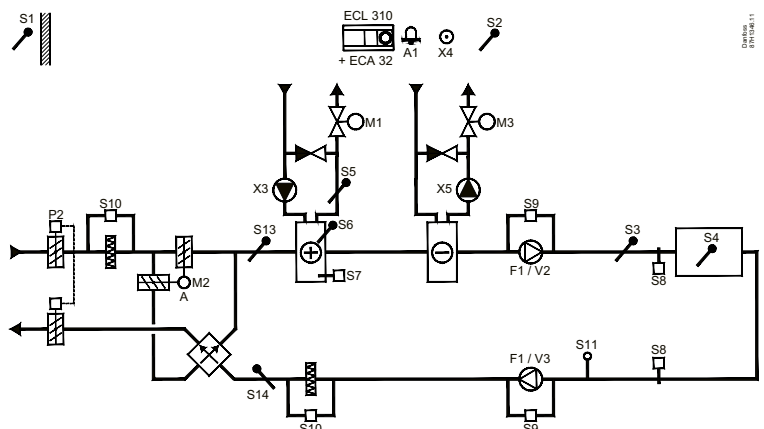 S1
ECL 310
S2
Danfoss
87H1346.11
A1
X4
+ ECA 32
M1
M3
S5
X3
X5
P2
S10
S9
S13
S6
S3
S4
S7
F1 / V2
S8
M2
A
F1 / V3
S11
S8
S14
S10
S9